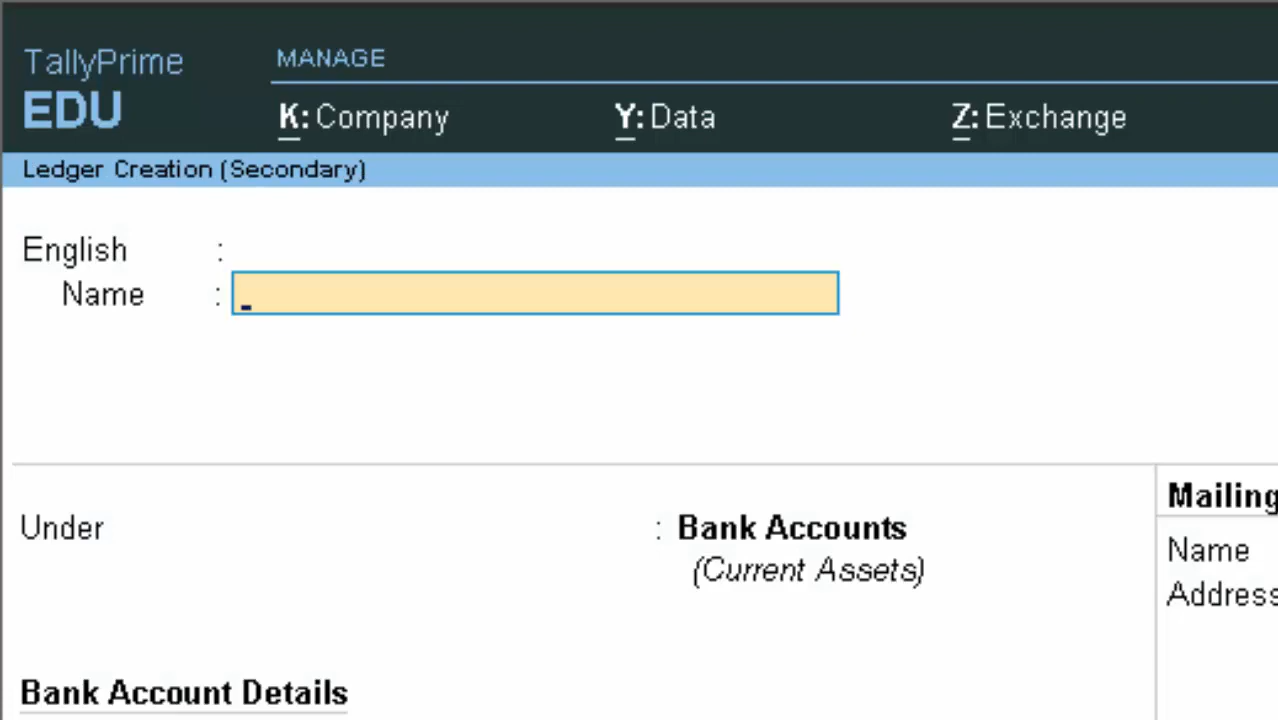 TallyPrime
EDU
MANAGE
K: Company
Y: Data
Z: Exchange
Ledger Creation (Secondary)
English :
Name :
Under : Bank Accounts
(Current Assets)
Mailing
Name
Address
Bank Account Details